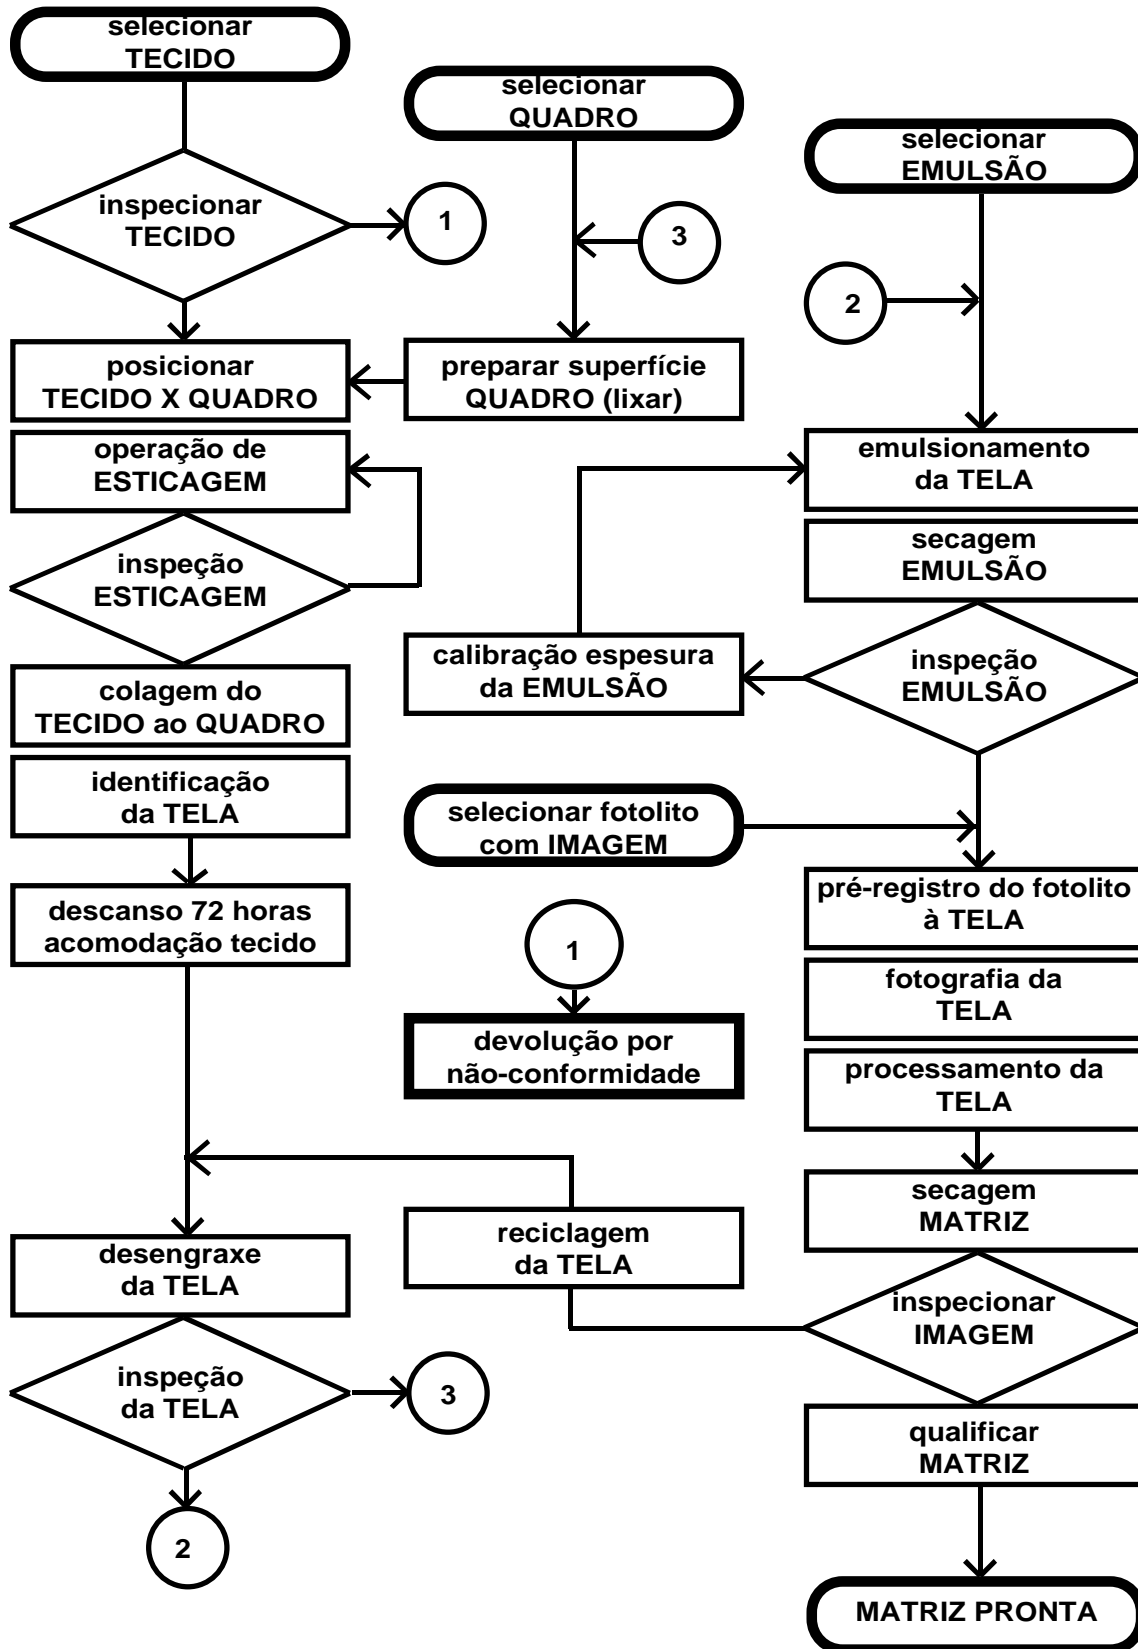 selecionar
TECIDO
inspecionar
TECIDO
1
posicionar
TECIDO X QUADRO
operação de
ESTICAGEM
inspeção
ESTICAGEM
colagem do
TECIDO ao QUADRO
identificação
da TELA
descanso 72 horas
acomodação tecido
desengraxe
da TELA
inspeção
da TELA
3
2
selecionar
QUADRO
3
preparar superfície
QUADRO (lixar)
calibração espesura
da EMULSÃO
selecionar fotolito
com IMAGEM
1
devolução por
não-conformidade
reciclagem
da TELA
selecionar
EMULSÃO
2
emulsionamento
da TELA
secagem
EMULSÃO
inspeção
EMULSÃO
pré-registro do fotolito
à TELA
fotografia da
TELA
processamento da
TELA
secagem
MATRIZ
inspecionar
IMAGEM
qualificar
MATRIZ
MATRIZ PRONTA